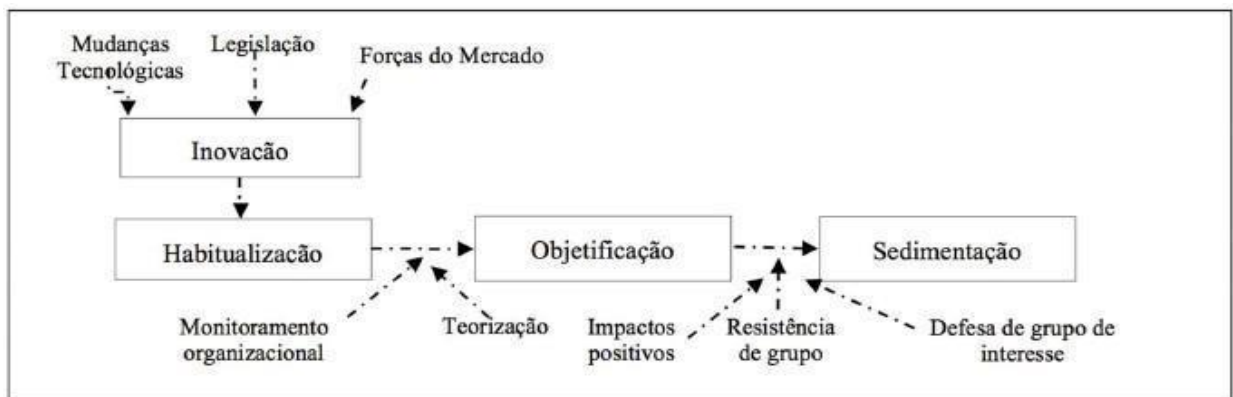 Mudanças
Tecnológicas
Legislação
Forças do Mercado
Inovacão
Habitualizacão
Objetificação
Sedimentação
Monitoramento
organizacional
Teorização
Impactos
positivos
Resistência
de grupo
Defesa de grupo de
interesse